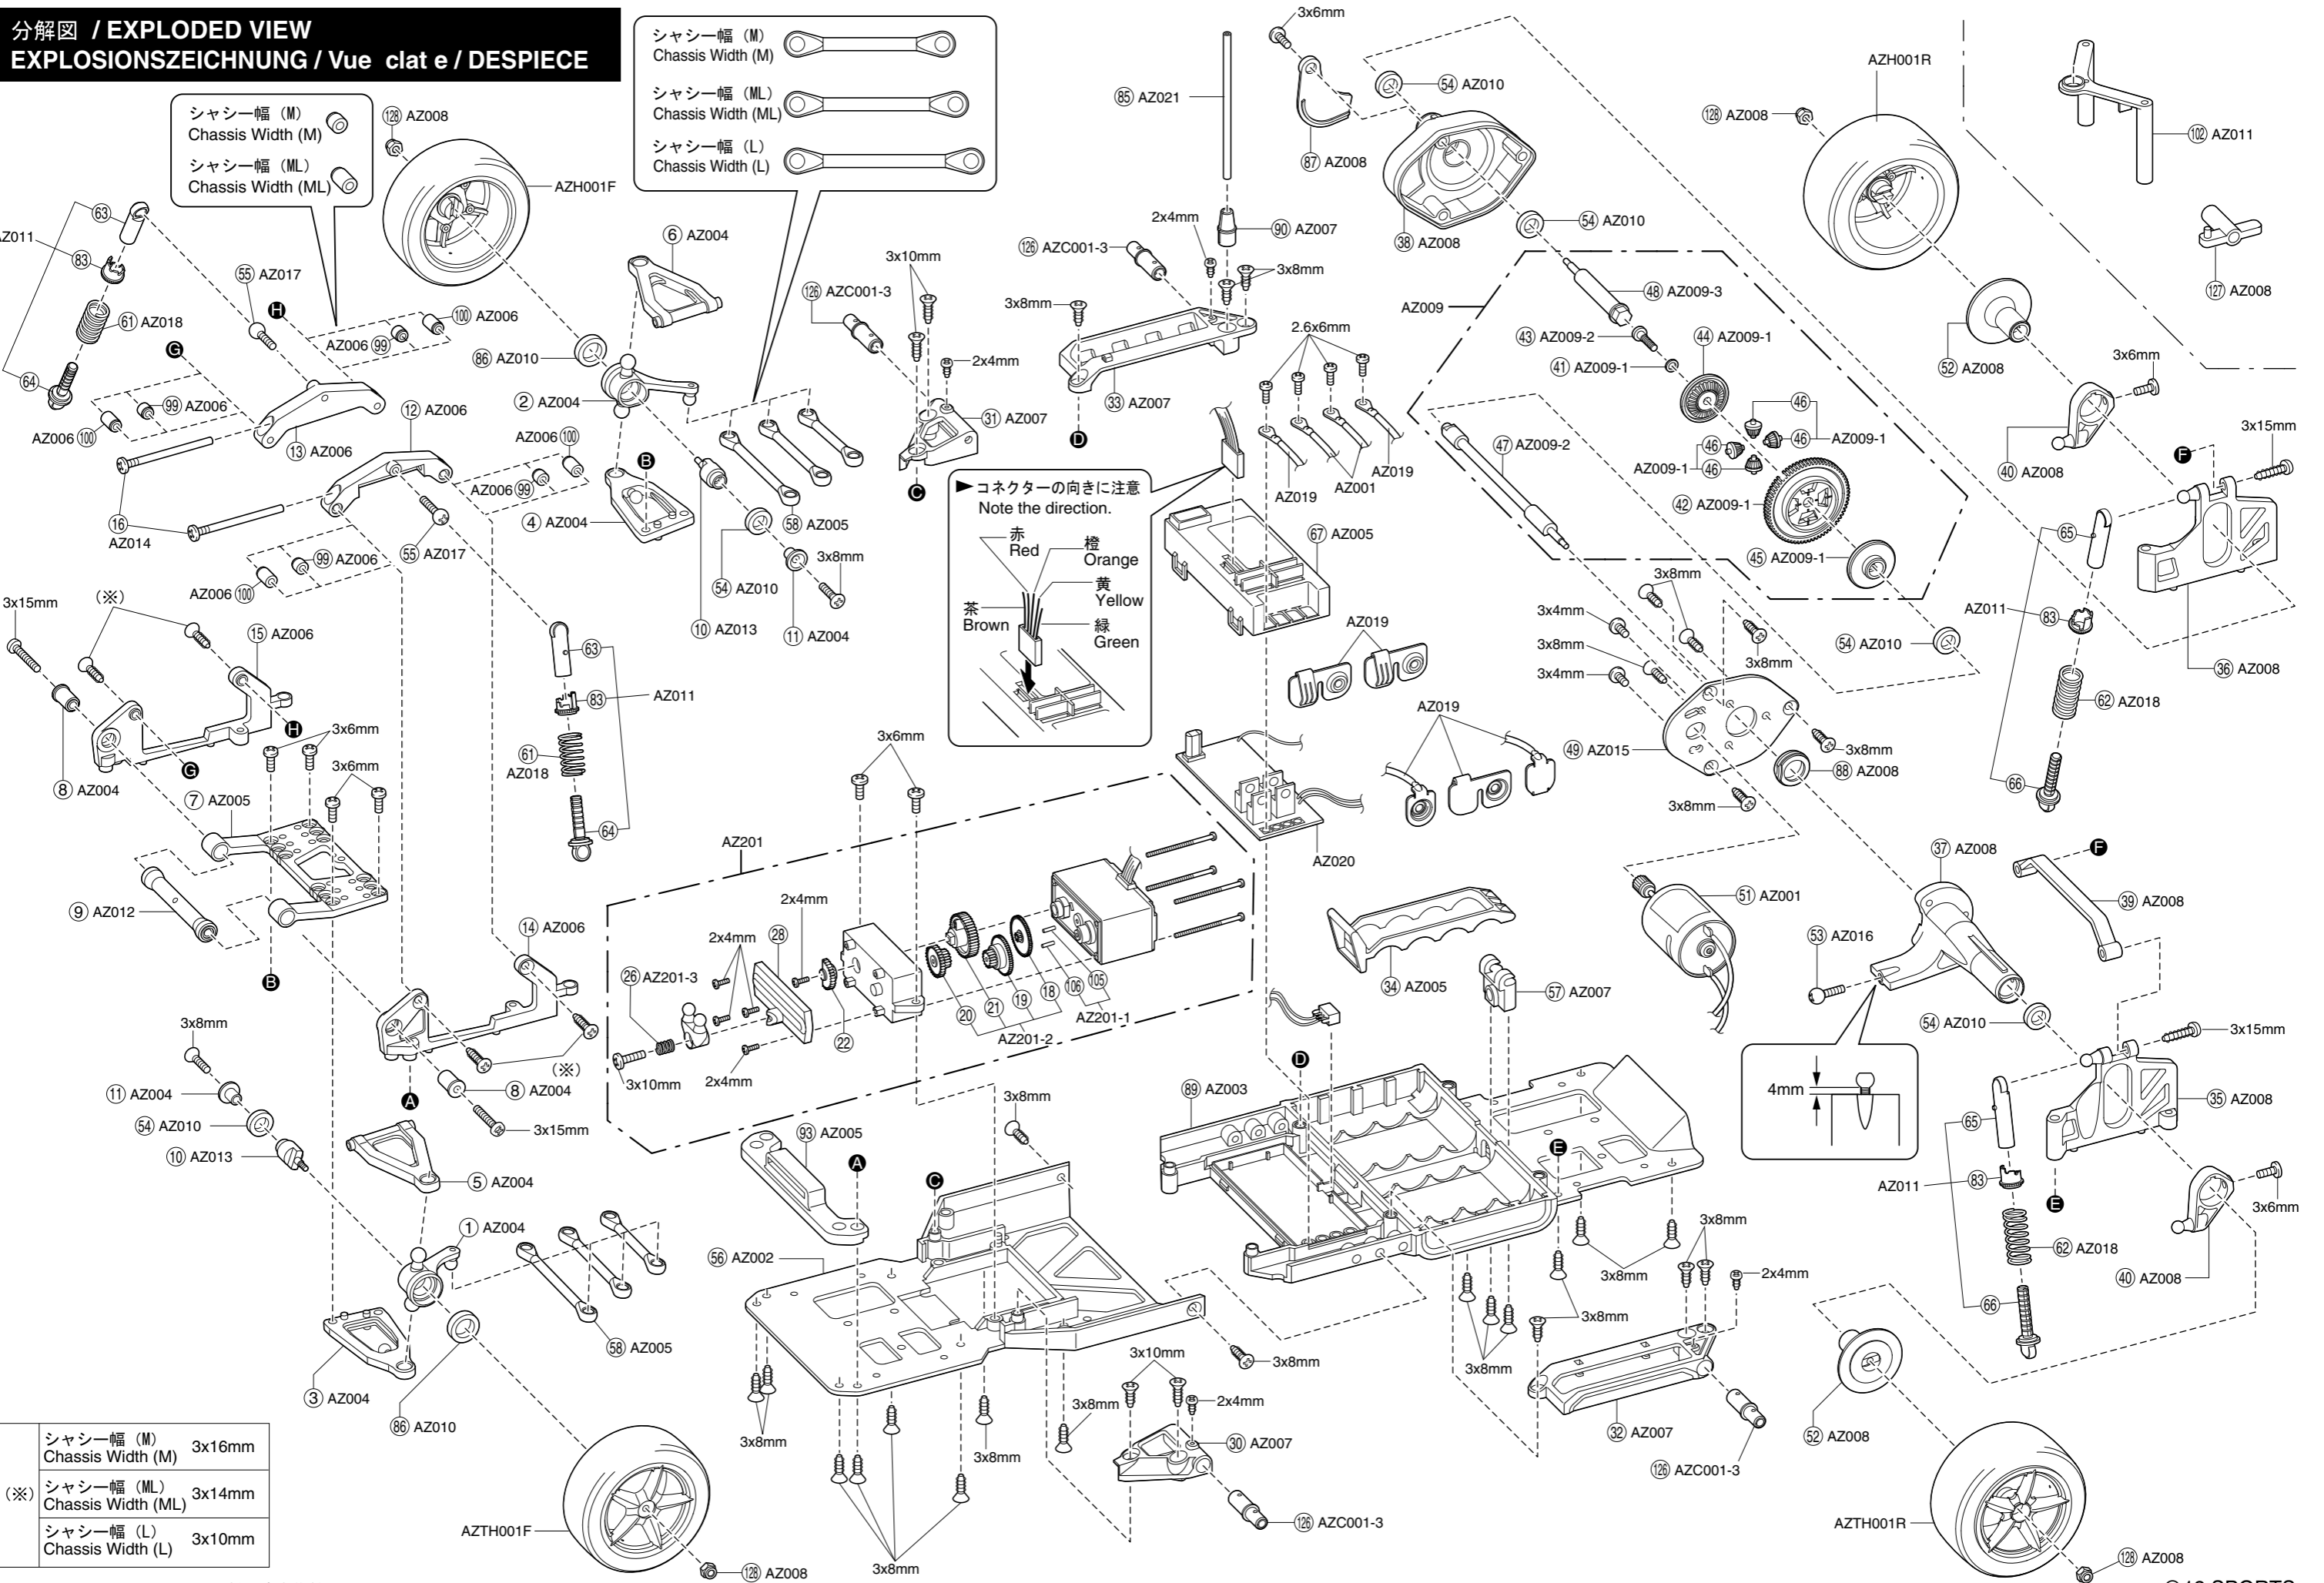 分解図 / EXPLODED VIEW
EXPLOSIONSZEICHNUNG / Vue clat e / DESPIECE
シャシー幅 (M)
Chassis Width (M)
シャシー幅 (ML)
Chassis Width (ML)
シャシー幅 (M)
Chassis Width (M)
シャシー幅 (ML)
Chassis Width (ML)
シャシー幅 (L)
Chassis Width (L)
128 AZ008
AZH001F
63
83
61 AZ018
64
55 AZ017
H
G
AZ006 99
100 AZ006
99 AZ006
AZ006 100
13 AZ006
12 AZ006
16
AZ014
86 AZ010
6 AZ004
2 AZ004
AZ006 100
AZ006 99
B
4 AZ004
55 AZ017
99 AZ006
AZ006 100
58 AZ005
54 AZ010
3x8mm
10 AZ013
11 AZ004
126 AZC001-3
3x10mm
2x4mm
31 AZ007
C
85 AZ021
90 AZ007
126 AZC001-3
2x4mm
3x8mm
3x8mm
33 AZ007
D
2.6x6mm
AZ019
AZ001
AZ019
3x6mm
87 AZ008
54 AZ010
38 AZ008
54 AZ010
AZ009
48 AZ009-3
43 AZ009-2
44 AZ009-1
41 AZ009-1
47 AZ009-2
46
46
46
46
AZ009-1
AZ009-1
42 AZ009-1
45 AZ009-1
54 AZ010
AZH001R
128 AZ008
52 AZ008
102 AZ011
127 AZ008
3x6mm
40 AZ008
F
3x15mm
65
AZ011
83
36 AZ008
62 AZ018
66
▶コネクターの向きに注意
Note the direction.
赤
Red
橙
Orange
黄
Yellow
茶
Brown
緑
Green
67 AZ005
AZ019
AZ019
AZ020
3x8mm
3x4mm
3x8mm
3x4mm
3x8mm
3x8mm
3x8mm
49 AZ015
88 AZ008
3x15mm
(※)
15 AZ006
H
G
8 AZ004
7 AZ005
3x6mm
3x6mm
9 AZ012
B
63
83
AZ011
61
AZ018
64
14 AZ006
(※)
8 AZ004
3x15mm
A
3x8mm
11 AZ004
54 AZ010
10 AZ013
5 AZ004
1 AZ004
58 AZ005
3 AZ004
86 AZ010
AZTH001F
128 AZ008
AZ201
3x6mm
2x4mm
2x4mm
28
26 AZ201-3
3x10mm
2x4mm
22
20
21
19
18
AZ201-2
106
105
AZ201-1
34 AZ005
57 AZ007
51 AZ001
53 AZ016
37 AZ008
F
39 AZ008
54 AZ010
4mm
3x15mm
35 AZ008
65
83
AZ011
E
3x6mm
40 AZ008
62 AZ018
66
93 AZ005
A
C
3x8mm
56 AZ002
3x8mm
3x8mm
3x8mm
3x8mm
3x8mm
3x10mm
2x4mm
30 AZ007
126 AZC001-3
89 AZ003
D
E
3x8mm
3x8mm
3x8mm
3x8mm
2x4mm
32 AZ007
126 AZC001-3
52 AZ008
AZTH001R
128 AZ008
(※)
シャシー幅 (M)
Chassis Width (M) 3x16mm
シャシー幅 (ML)
Chassis Width (ML) 3x14mm
シャシー幅 (L)
Chassis Width (L) 3x10mm